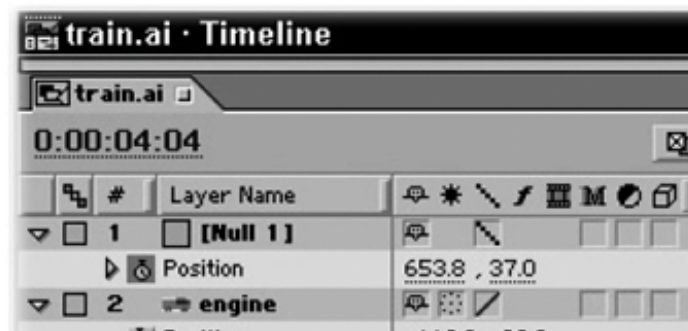 train.ai · Timeline
train.ai
0:00:04:04
# Layer Name M
1 [Null 1]
Position 653.8 , 37.0
2 engine